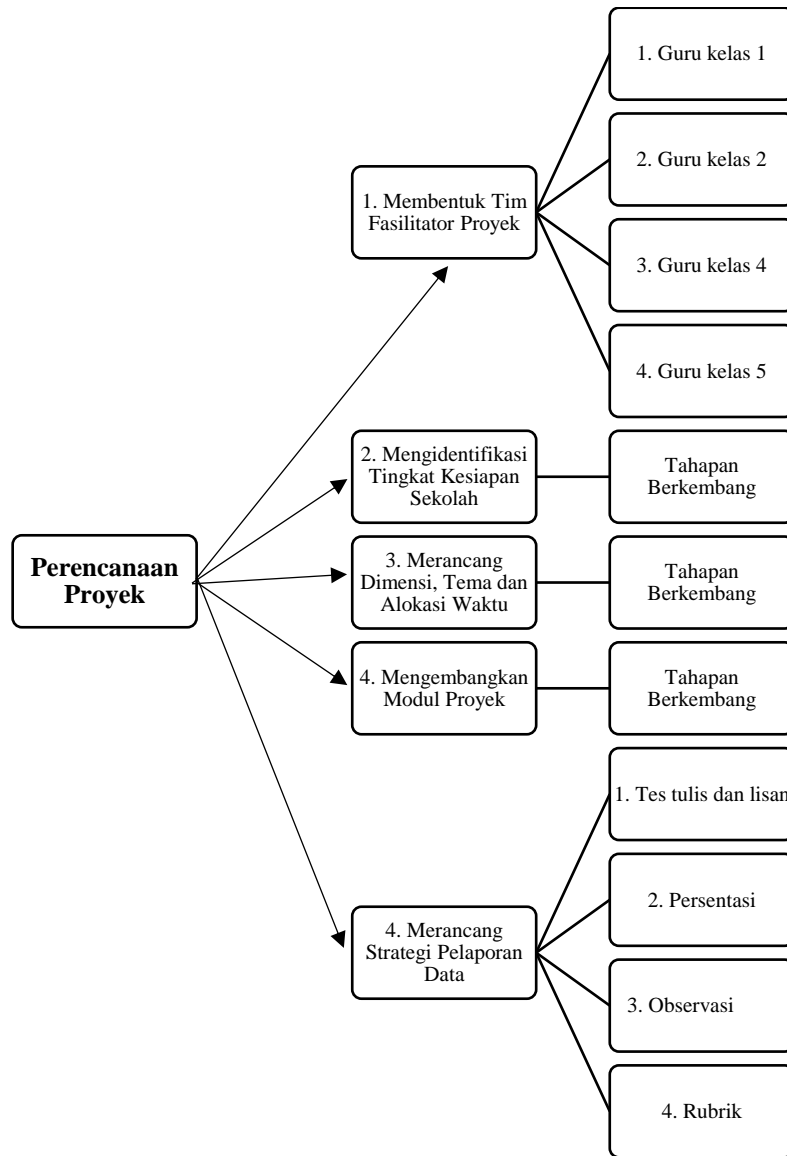 Perencanaan
Proyek
1. Membentuk Tim
Fasilitator Proyek
1. Guru kelas 1
2. Guru kelas 2
3. Guru kelas 4
4. Guru kelas 5
2. Mengidentifikasi
Tingkat Kesiapan
Sekolah
Tahapan
Berkembang
3. Merancang
Dimensi, Tema dan
Alokasi Waktu
Tahapan
Berkembang
4. Mengembangkan
Modul Proyek
Tahapan
Berkembang
4. Merancang
Strategi Pelaporan
Data
1. Tes tulis dan lisan
2. Persentasi
3. Observasi
4. Rubrik